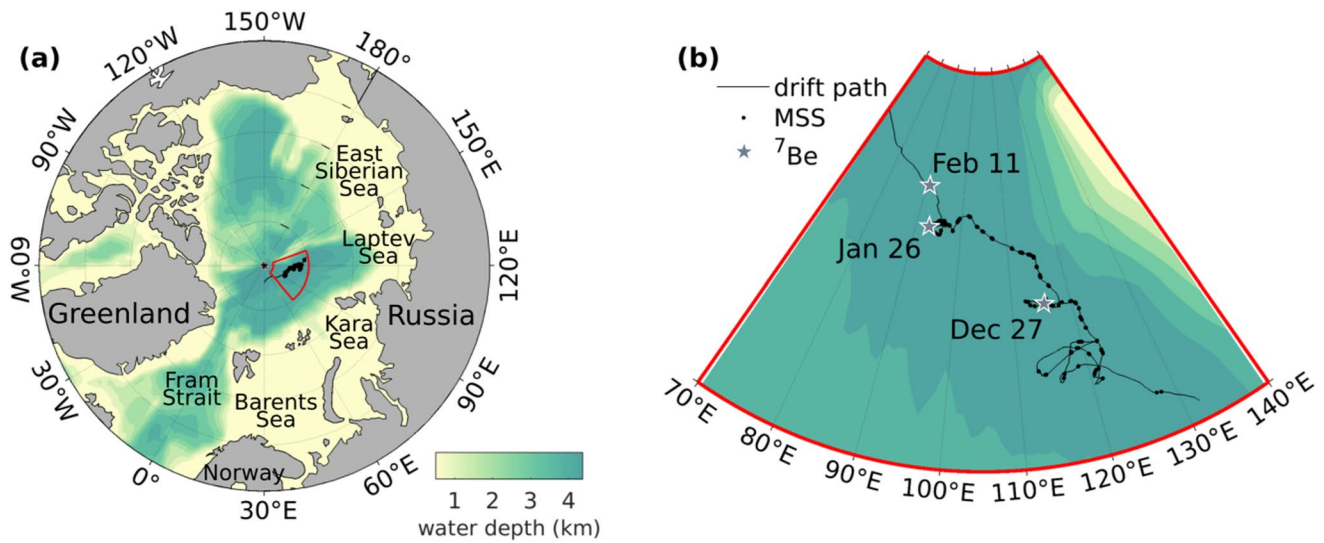 (a)
150°W
120°W
180°
90°W
150°E
East
Siberian
Sea
60°W
Laptev
Sea
120°E
Greenland
Russia
Kara
Sea
30°W
Fram
Strait
Barents
Sea
90°E
Norway
0°
60°E
30°E
1 2 3 4
water depth (km)
(b)
drift path
MSS
⁷Be
Feb 11
Jan 26
Dec 27
70°E
80°E
90°E
100°E
110°E
120°E
130°E
140°E